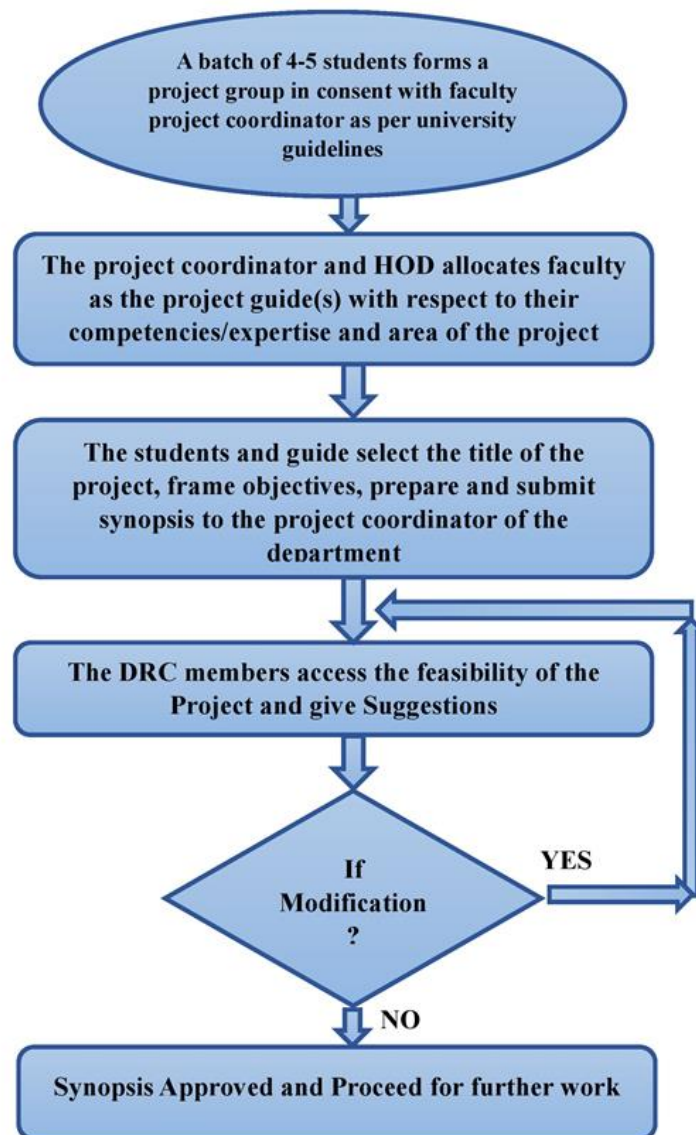 A batch of 4-5 students forms a
project group in consent with faculty
project coordinator as per university
guidelines
The project coordinator and HOD allocates faculty
as the project guide(s) with respect to their
competencies/expertise and area of the project
The students and guide select the title of the
project, frame objectives, prepare and submit
synopsis to the project coordinator of the
department
The DRC members access the feasibility of the
Project and give Suggestions
If
Modification
?
YES
NO
Synopsis Approved and Proceed for further work